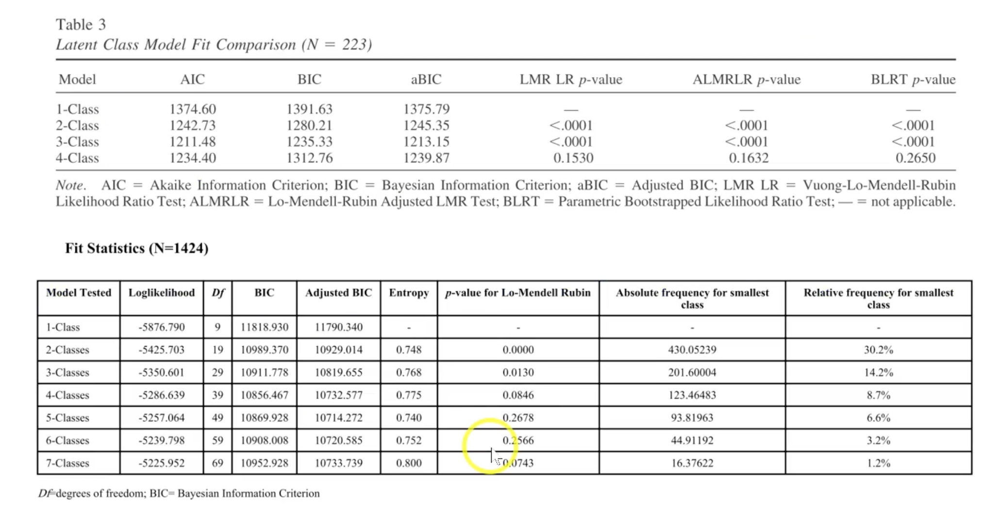 Table 3
Latent Class Model Fit Comparison (N = 223)
Model AIC BIC aBIC LMR LR p-value ALMRLR p-value BLRT p-value
1-Class 1374.60 1391.63 1375.79 — — —
2-Class 1242.73 1280.21 1245.35 <.0001 <.0001 <.0001
3-Class 1211.48 1235.33 1213.15 <.0001 <.0001 <.0001
4-Class 1234.40 1312.76 1239.87 0.1530 0.1632 0.2650
Note. AIC = Akaike Information Criterion; BIC = Bayesian Information Criterion; aBIC = Adjusted BIC; LMR LR = Vuong-Lo-Mendell-Rubin
Likelihood Ratio Test; ALMRLR = Lo-Mendell-Rubin Adjusted LMR Test; BLRT = Parametric Bootstrapped Likelihood Ratio Test; — = not applicable.
Fit Statistics (N=1424)
Model Tested Loglikelihood Df BIC Adjusted BIC Entropy p-value for Lo-Mendell Rubin Absolute frequency for smallest Relative frequency for smallest
class class
1-Class -5876.790 9 11818.930 11790.340 - - - -
2-Classes -5425.703 19 10989.370 10929.014 0.748 0.0000 430.05239 30.2%
3-Classes -5350.601 29 10911.778 10819.655 0.768 0.0130 201.60004 14.2%
4-Classes -5286.639 39 10856.467 10732.577 0.775 0.0846 123.46483 8.7%
5-Classes -5257.064 49 10869.928 10714.272 0.740 0.2678 93.81963 6.6%
6-Classes -5239.798 59 10908.008 10720.585 0.752 0.2566 44.91192 3.2%
7-Classes -5225.952 69 10952.928 10733.739 0.800 0.0743 16.37622 1.2%
Df=degrees of freedom; BIC= Bayesian Information Criterion